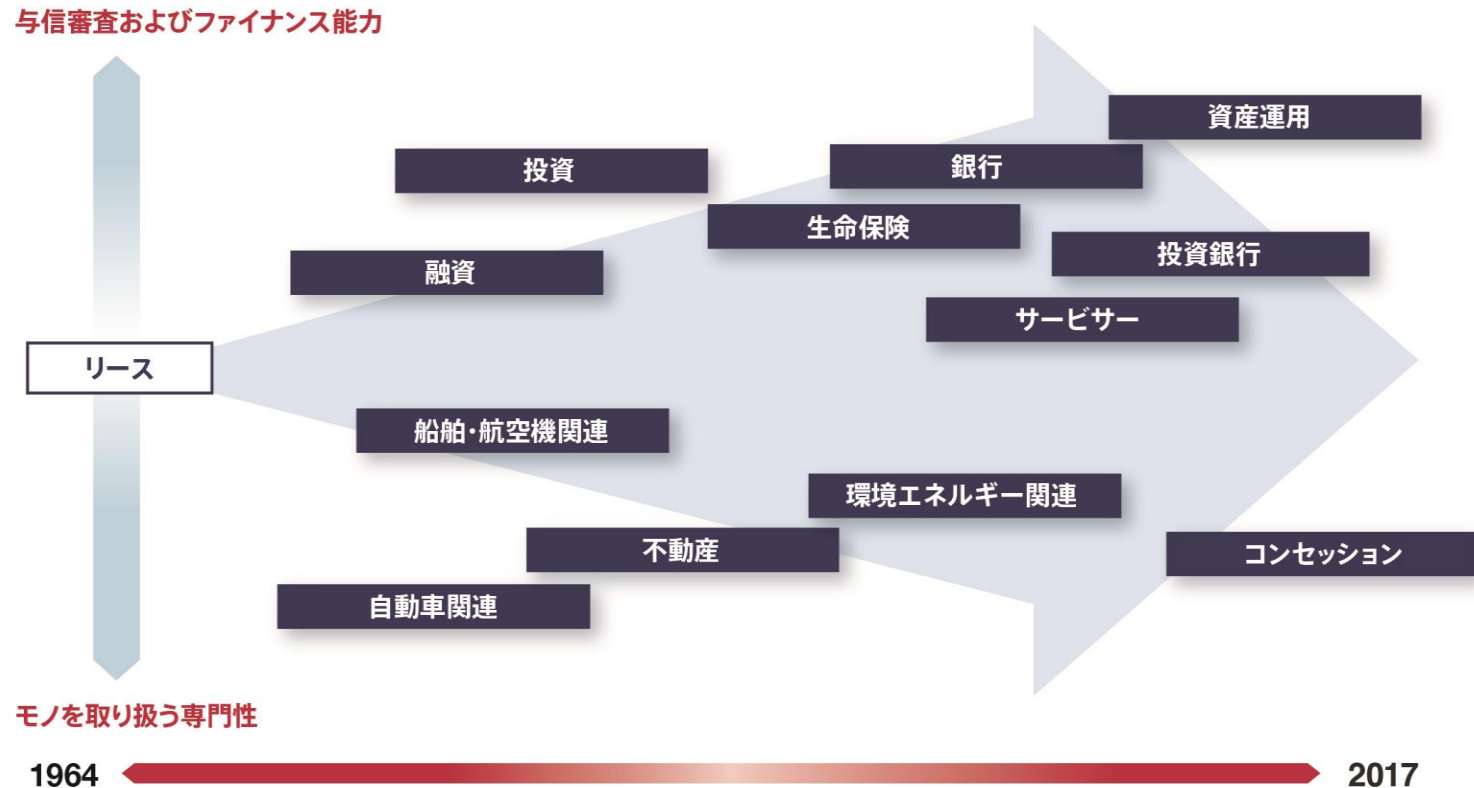 与信審査およびファイナンス能力
資産運用
投資
銀行
生命保険
投資銀行
融資
サービサー
リース
船舶・航空機関連
環境エネルギー関連
不動産
コンセッション
自動車関連
モノを取り扱う専門性
1964
2017